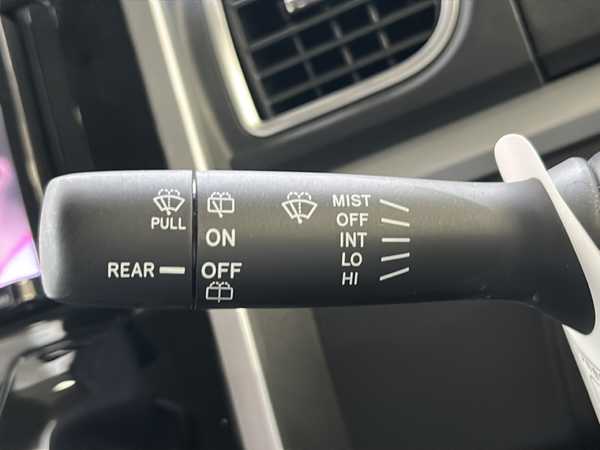 PULL
REAR
ON
OFF
MIST
OFF
INT
LO
HI